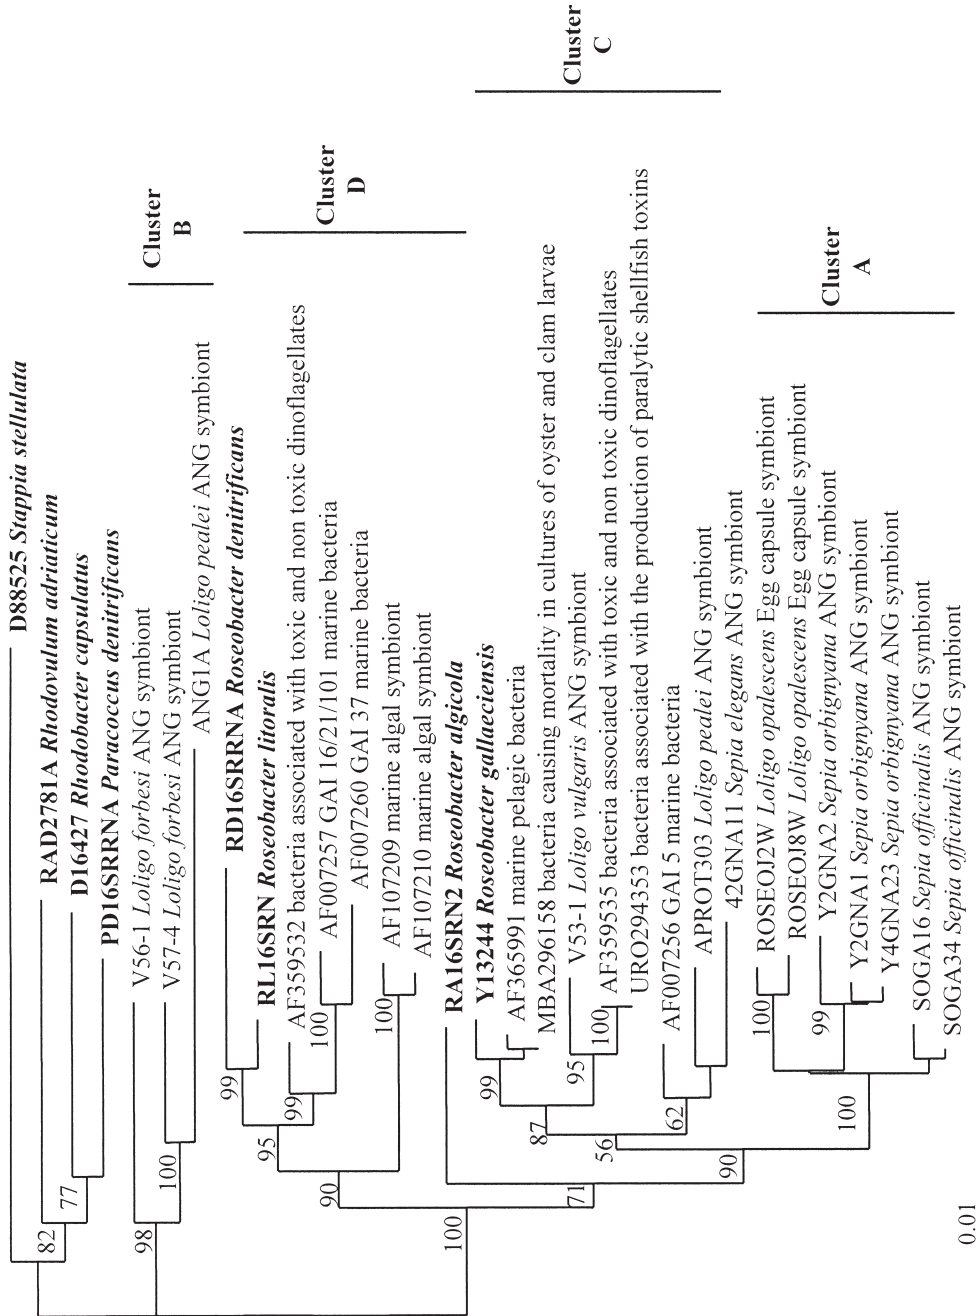 D88525 Stappia stellulata
RAD2781A Rhodovulum adriaticum
D16427 Rhodobacter capsulatus
PD16SRRNA Paracoccus denitrificans
V56-1 Loligo forbesi ANG symbiont
V57-4 Loligo forbesi ANG symbiont
ANG1A Loligo pealei ANG symbiont
RD16SRRNA Roseobacter denitrificans
RL16SRN Roseobacter litoralis
AF359532 bacteria associated with toxic and non toxic dinoflagellates
AF007257 GAI 16/21/101 marine bacteria
AF007260 GAI 37 marine bacteria
AF107209 marine algal symbiont
AF107210 marine algal symbiont
RA16SRN2 Roseobacter algicola
Y13244 Roseobacter gallaeciensis
AF365991 marine pelagic bacteria
MBA296158 bacteria causing mortality in cultures of oyster and clam larvae
V53-1 Loligo vulgaris ANG symbiont
AF359535 bacteria associated with toxic and non toxic dinoflagellates
URO294353 bacteria associated with the production of paralytic shellfish toxins
AF007256 GAI 5 marine bacteria
APROT303 Loligo pealei ANG symbiont
42GNA11 Sepia elegans ANG symbiont
ROSEOJ2W Loligo opalescens Egg capsule symbiont
ROSEOJ8W Loligo opalescens Egg capsule symbiont
Y2GNA2 Sepia orbignyana ANG symbiont
Y2GNA1 Sepia orbignyana ANG symbiont
Y4GNA23 Sepia orbignyana ANG symbiont
SOGA16 Sepia officinalis ANG symbiont
SOGA34 Sepia officinalis ANG symbiont
Cluster
B
Cluster
D
Cluster
C
Cluster
A
82
77
98
100
99
95
99
100
90
100
100
71
99
87
95
100
56
62
90
100
99
100
0.01